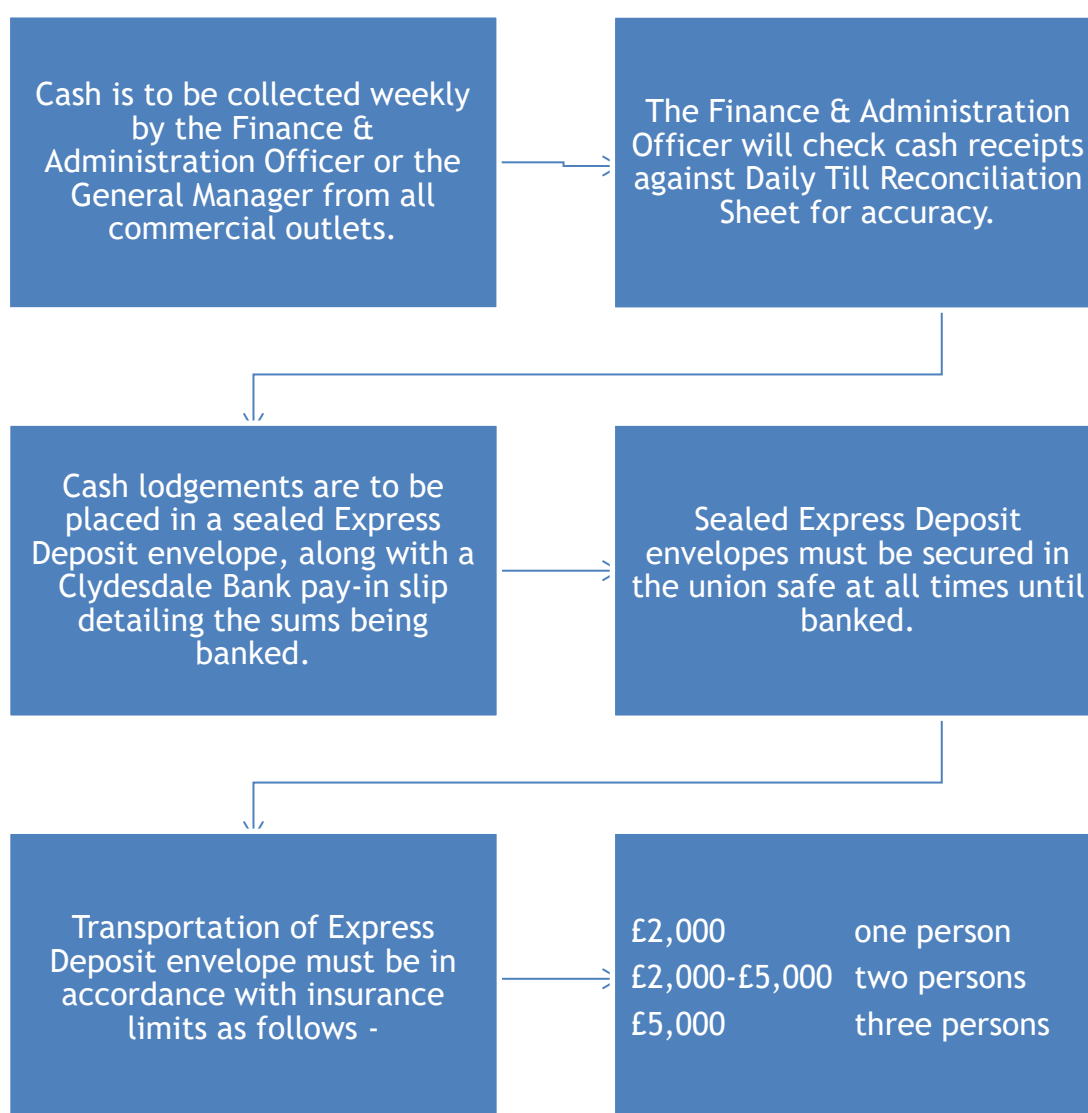 Cash is to be collected weekly
by the Finance &
Administration Officer or the
General Manager from all
commercial outlets.
The Finance & Administration
Officer will check cash receipts
against Daily Till Reconciliation
Sheet for accuracy.
Cash lodgements are to be
placed in a sealed Express
Deposit envelope, along with a
Clydesdale Bank pay-in slip
detailing the sums being
banked.
Sealed Express Deposit
envelopes must be secured in
the union safe at all times until
banked.
Transportation of Express
Deposit envelope must be in
accordance with insurance
limits as follows -
£2,000 one person
£2,000-£5,000 two persons
£5,000 three persons